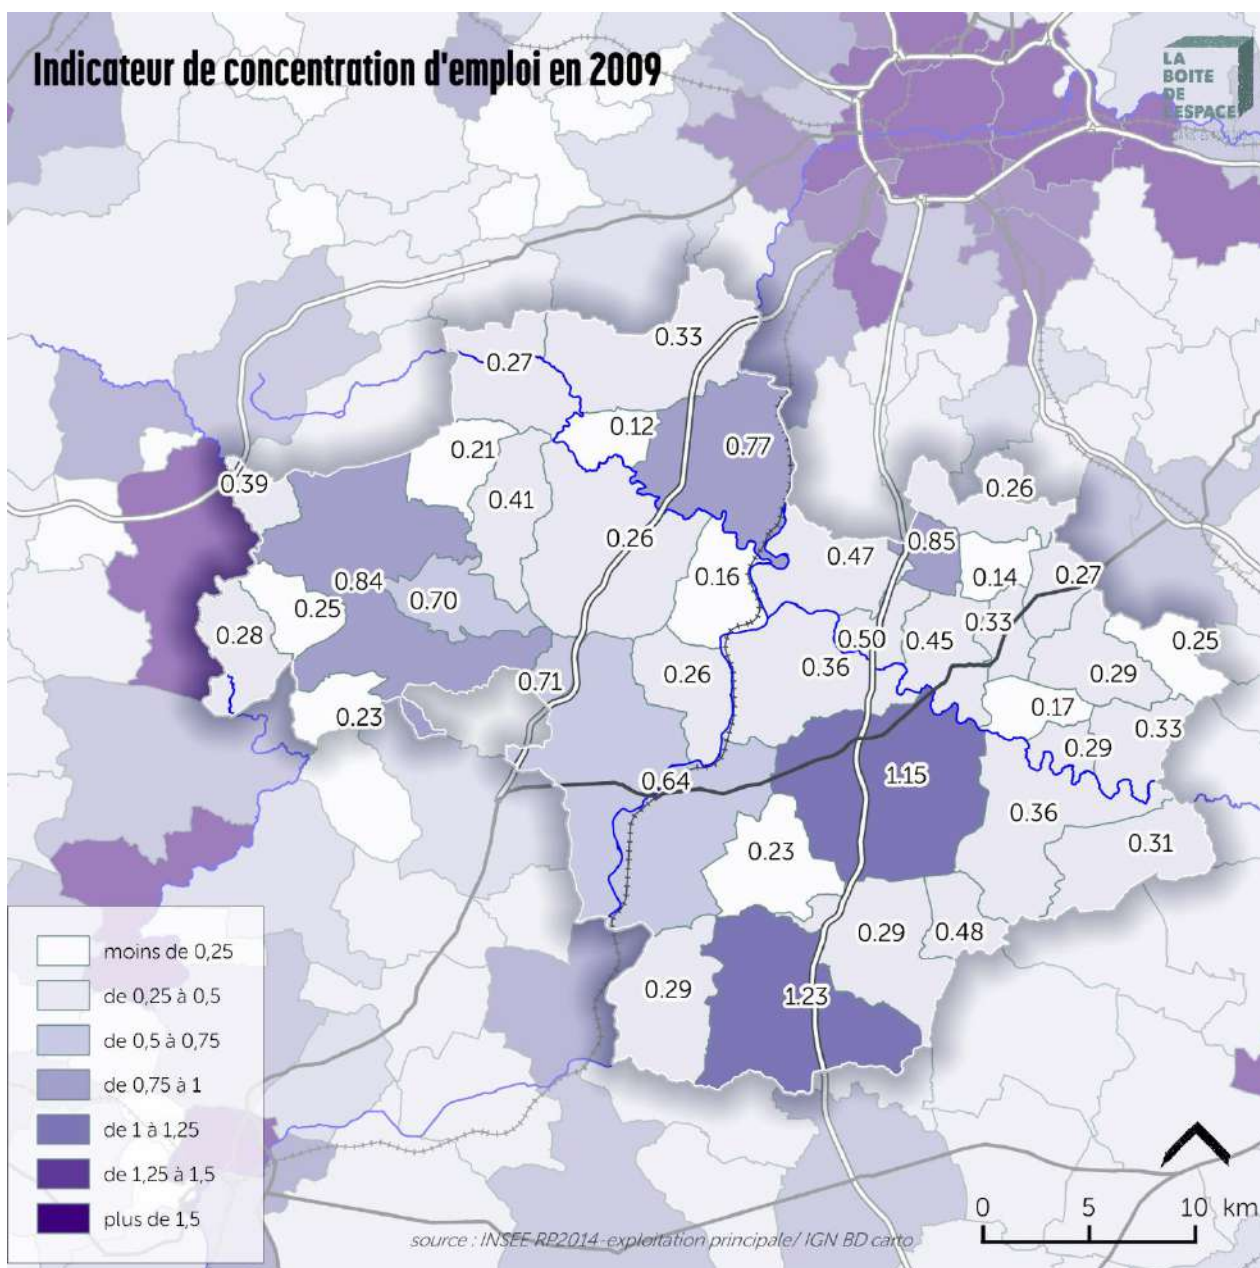 Indicateur de concentration d'emploi en 2009
LA
BOITE
DE
L'ESPACE
0.33
0.27
0.12
0.77
0.21
0.39
0.41
0.26
0.26
0.85
0.47
0.16
0.14
0.27
0.84
0.70
0.25
0.28
0.33
0.50
0.45
0.25
0.36
0.26
0.29
0.71
0.23
0.17
0.33
0.29
0.64
1.15
0.36
0.23
0.31
0.29
0.48
0.29
1.23
moins de 0,25
de 0,25 à 0,5
de 0,5 à 0,75
de 0,75 à 1
de 1 à 1,25
de 1,25 à 1,5
plus de 1,5
0 5 10 km
source : INSEE RP2014-exploitation principale/ IGN BD carto